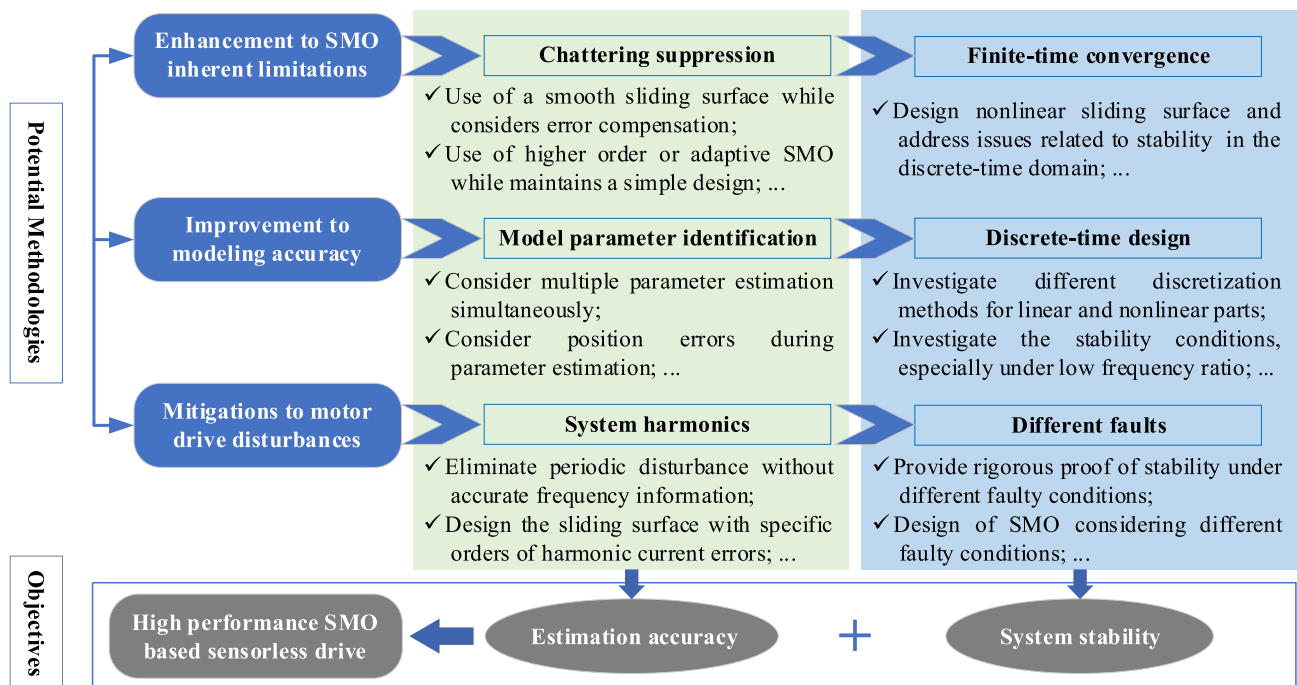 Potential Methodologies
Enhancement to SMO
inherent limitations
Chattering suppression
✓ Use of a smooth sliding surface while
considers error compensation;
✓ Use of higher order or adaptive SMO
while maintains a simple design; ...
Finite-time convergence
✓ Design nonlinear sliding surface and
address issues related to stability in the
discrete-time domain; ...
Improvement to
modeling accuracy
Model parameter identification
✓ Consider multiple parameter estimation
simultaneously;
✓ Consider position errors during
parameter estimation; ...
Discrete-time design
✓ Investigate different discretization
methods for linear and nonlinear parts;
✓ Investigate the stability conditions,
especially under low frequency ratio; ...
Mitigations to motor
drive disturbances
System harmonics
✓ Eliminate periodic disturbance without
accurate frequency information;
✓ Design the sliding surface with specific
orders of harmonic current errors; ...
Different faults
✓ Provide rigorous proof of stability under
different faulty conditions;
✓ Design of SMO considering different
faulty conditions; ...
Objectives
High performance SMO
based sensorless drive
Estimation accuracy
+
System stability